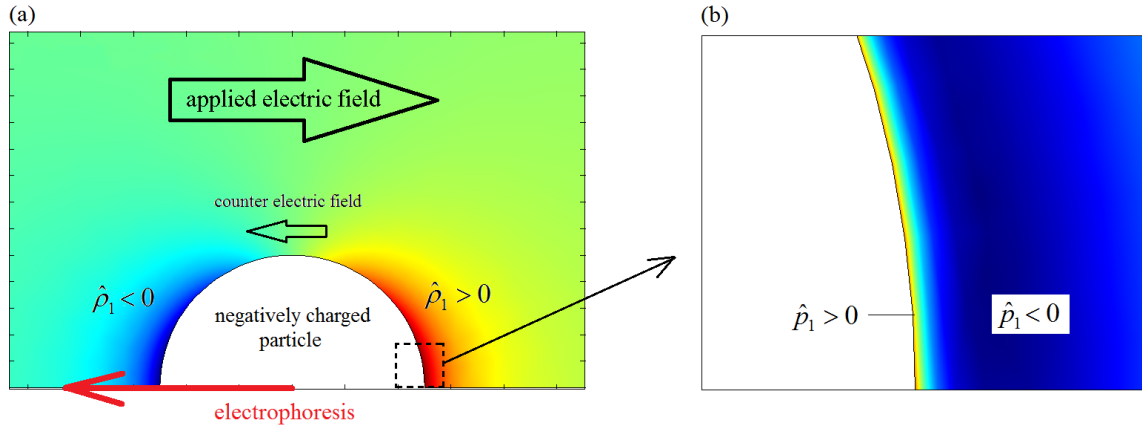 (a)
(b)
applied electric field
counter electric field
ρ̂₁ < 0
ρ̂₁ > 0
negatively charged
particle
electrophoresis
p̂₁ > 0
p̂₁ < 0